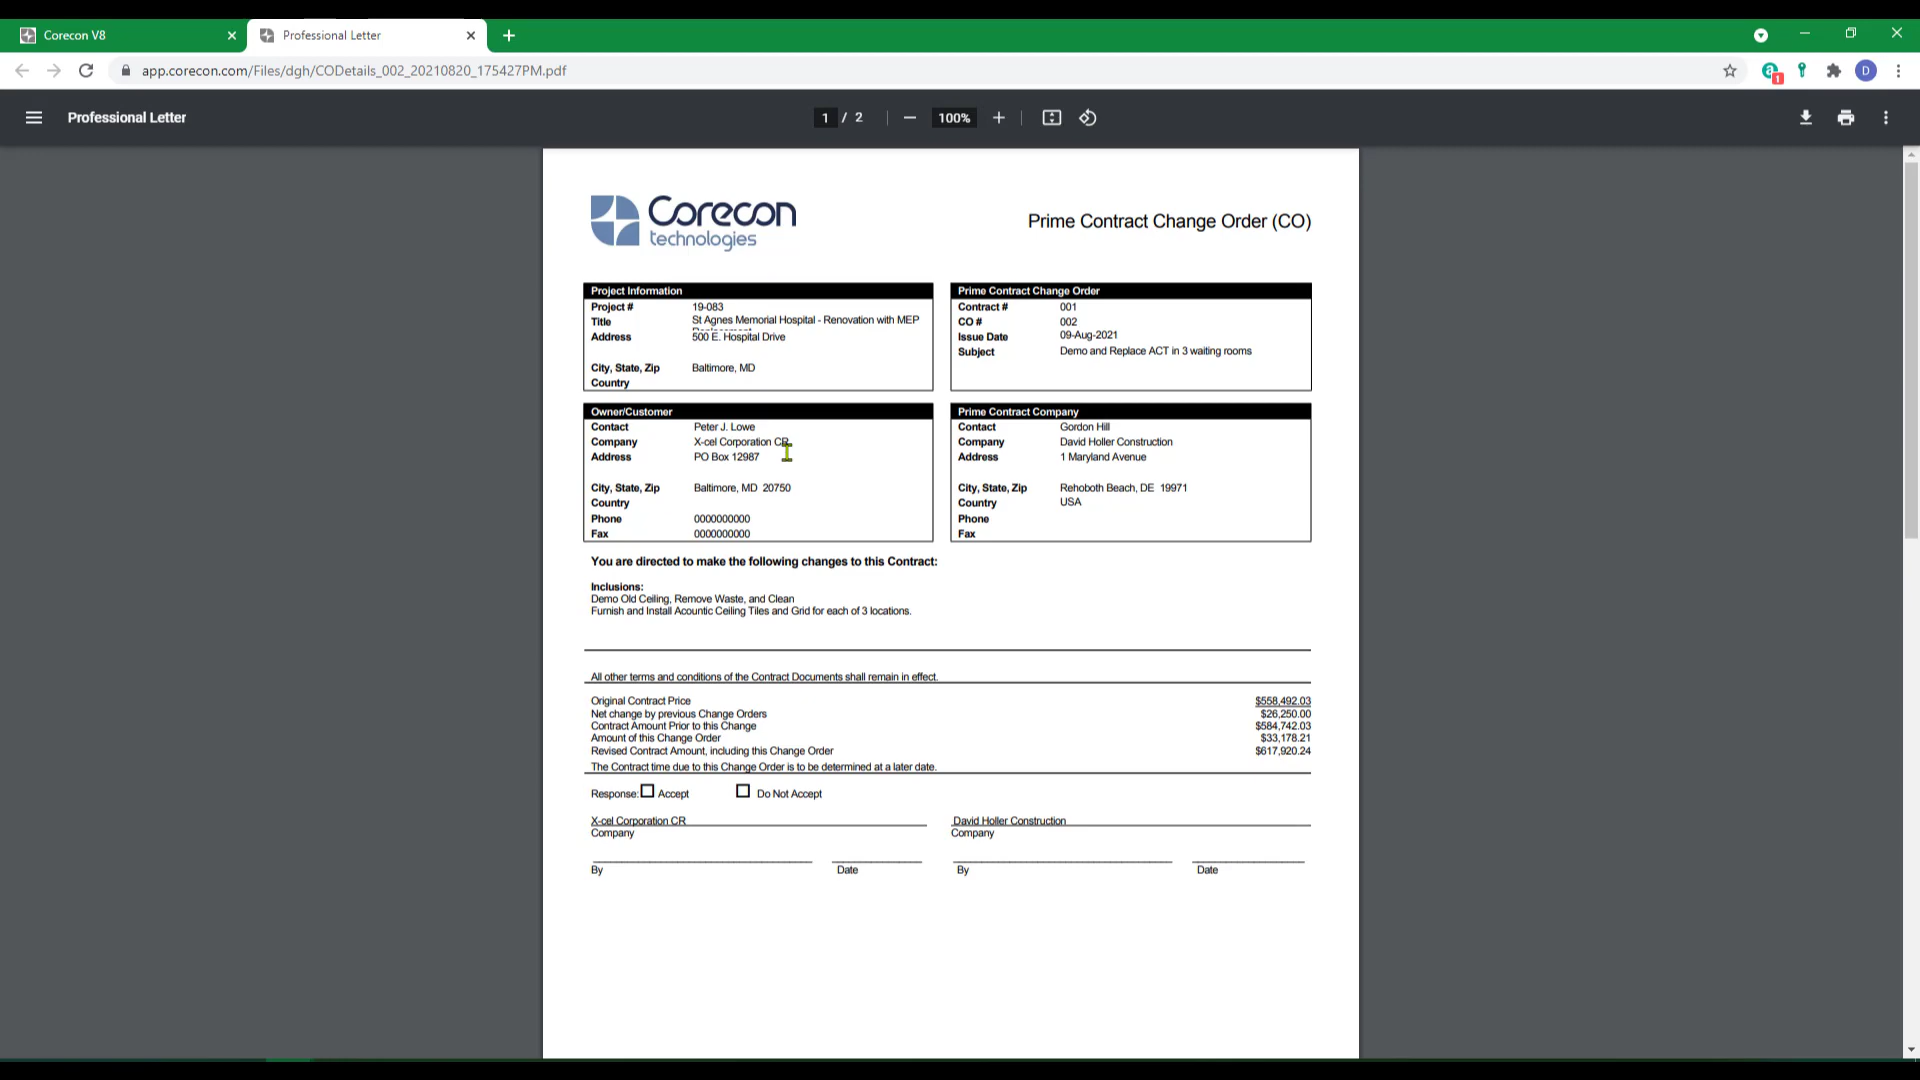 Corecon V8
Professional Letter
app.corecon.com/Files/dgh/CODetails_002_20210820_175427PM.pdf
1
D
Professional Letter
1 / 2
100%
Corecon
technologies
Prime Contract Change Order (CO)
Project Information
Project # 19-083
Title St Agnes Memorial Hospital - Renovation with MEP
Address 500 E. Hospital Drive
City, State, Zip Baltimore, MD
Country
Prime Contract Change Order
Contract # 001
CO # 002
Issue Date 09-Aug-2021
Subject Demo and Replace ACT in 3 waiting rooms
Owner/Customer
Contact Peter J. Lowe
Company X-cel Corporation CR
Address PO Box 12987
City, State, Zip Baltimore, MD 20750
Country
Phone 0000000000
Fax 0000000000
Prime Contract Company
Contact Gordon Hill
Company David Holler Construction
Address 1 Maryland Avenue
City, State, Zip Rehoboth Beach, DE 19971
Country USA
Phone
Fax
You are directed to make the following changes to this Contract:
Inclusions:
Demo Old Ceiling, Remove Waste, and Clean
Furnish and Install Acountic Ceiling Tiles and Grid for each of 3 locations.
All other terms and conditions of the Contract Documents shall remain in effect.
Original Contract Price $558,492.03
Net change by previous Change Orders $26,250.00
Contract Amount Prior to this Change $584,742.03
Amount of this Change Order $33,178.21
Revised Contract Amount, including this Change Order $617,920.24
The Contract time due to this Change Order is to be determined at a later date.
Response: Accept Do Not Accept
X-cel Corporation CR David Holler Construction
Company Company
By Date By Date